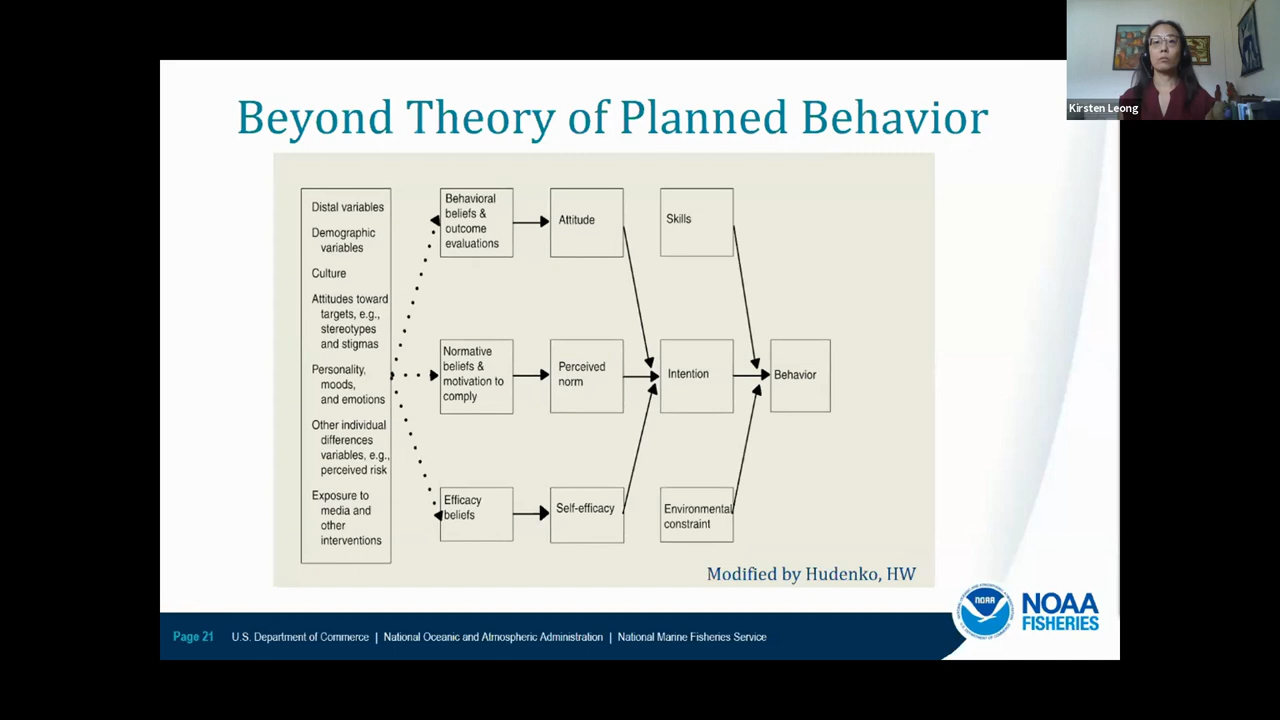 Kirsten Leong
Beyond Theory of Planned Behavior
Distal variables
Demographic
variables
Culture
Attitudes toward
targets, e.g.,
stereotypes
and stigmas
Personality,
moods,
and emotions
Other individual
differences
variables, e.g.,
perceived risk
Exposure to
media and
other
interventions
Behavioral
beliefs &
outcome
evaluations
Attitude
Skills
Normative
beliefs &
motivation to
comply
Perceived
norm
Intention
Behavior
Efficacy
beliefs
Self-efficacy
Environmental
constraint
Modified by Hudenko, HW
NOAA
NOAA
FISHERIES
Page 21 U.S. Department of Commerce | National Oceanic and Atmospheric Administration | National Marine Fisheries Service